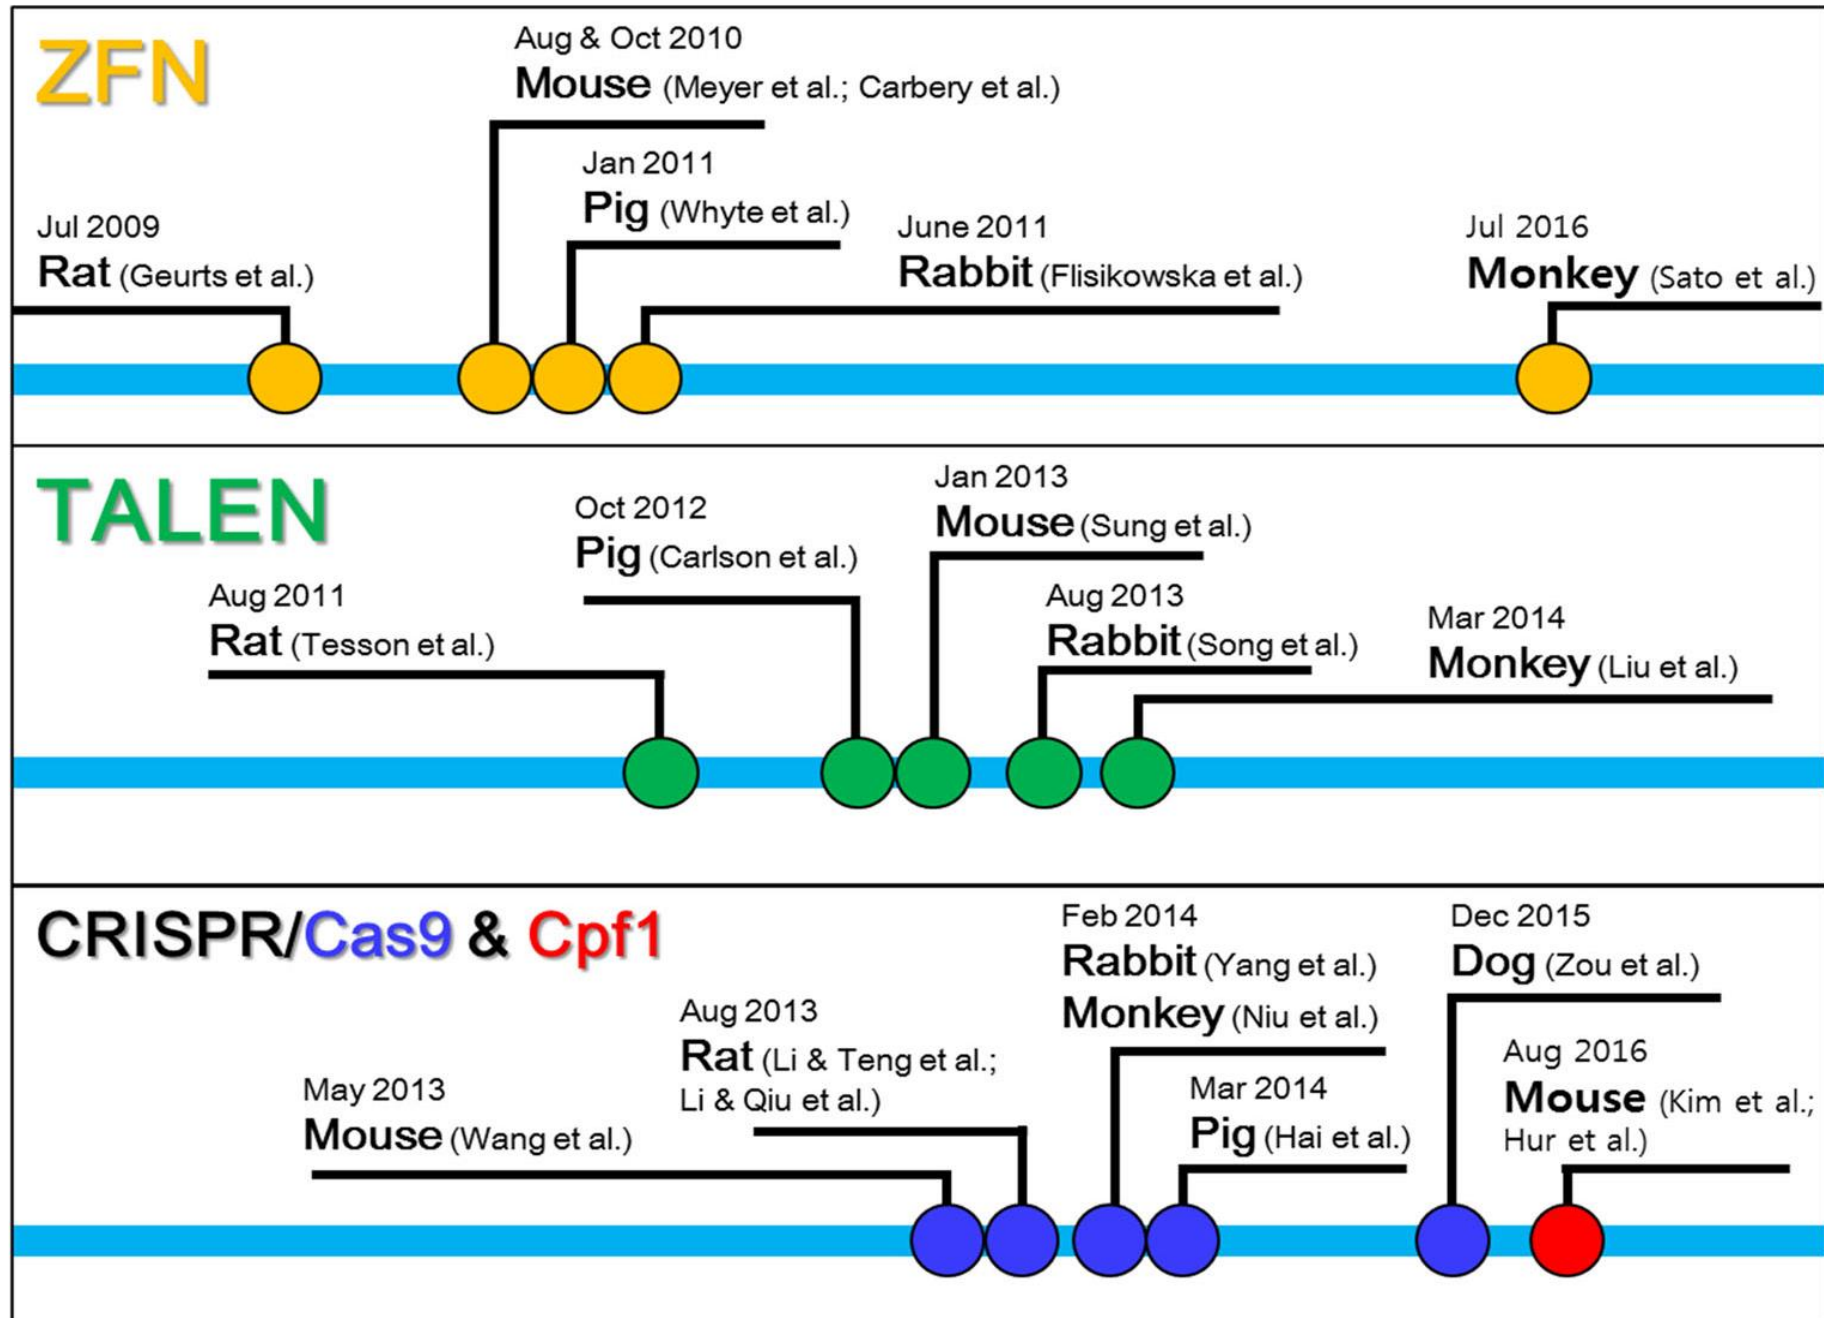 ZFN
Aug & Oct 2010
Mouse (Meyer et al.; Carbery et al.)
Jan 2011
Pig (Whyte et al.)
Jul 2009
Rat (Geurts et al.)
June 2011
Rabbit (Flisikowska et al.)
Jul 2016
Monkey (Sato et al.)
TALEN
Aug 2011
Rat (Tesson et al.)
Oct 2012
Pig (Carlson et al.)
Jan 2013
Mouse (Sung et al.)
Aug 2013
Rabbit (Song et al.)
Mar 2014
Monkey (Liu et al.)
CRISPR/Cas9 & Cpf1
May 2013
Mouse (Wang et al.)
Aug 2013
Rat (Li & Teng et al.;
Li & Qiu et al.)
Feb 2014
Rabbit (Yang et al.)
Monkey (Niu et al.)
Mar 2014
Pig (Hai et al.)
Dec 2015
Dog (Zou et al.)
Aug 2016
Mouse (Kim et al.;
Hur et al.)